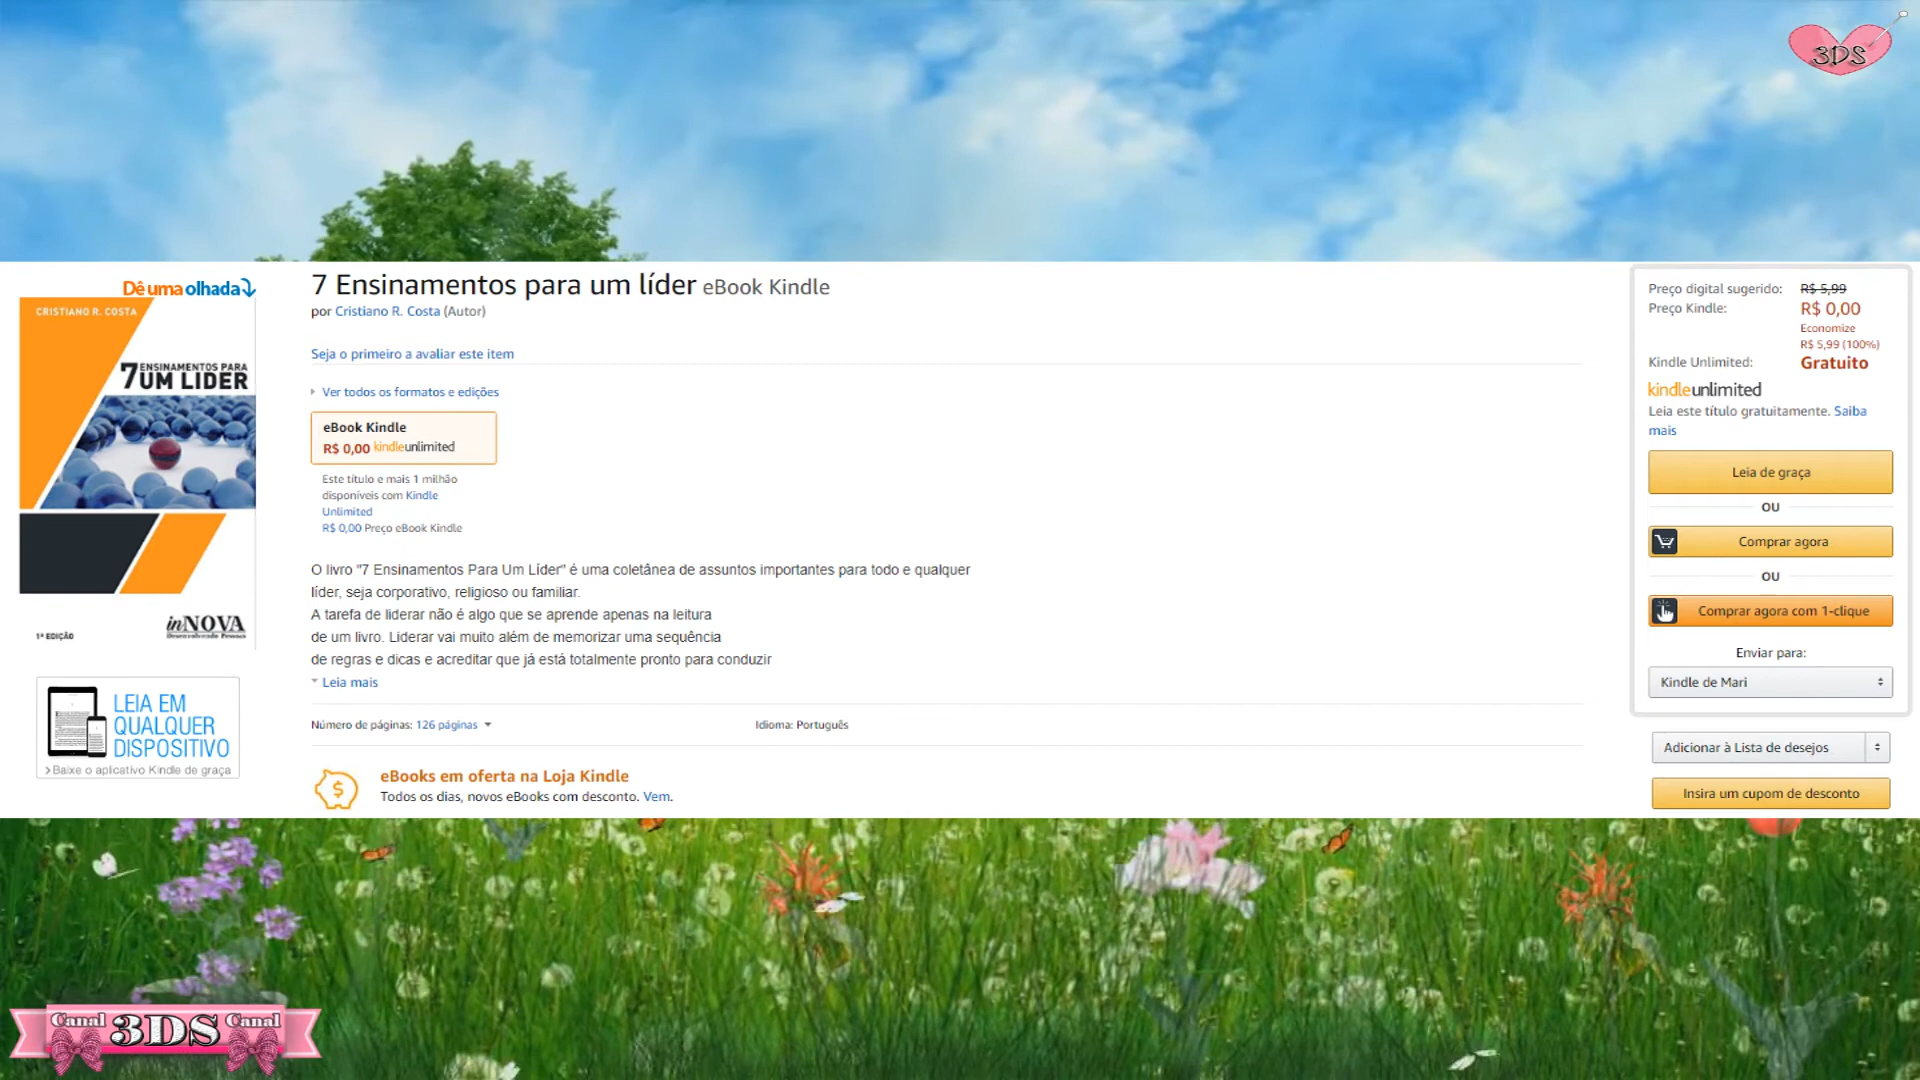 3DS
Dê uma olhada
CRISTIANO R. COSTA
7 ENSINAMENTOS PARA
UM LIDER
1ª EDIÇÃO
inNOVA
Desenvolvendo Pessoas
LEIA EM
QUALQUER
DISPOSITIVO
Baixe o aplicativo Kindle de graça
7 Ensinamentos para um líder eBook Kindle
por Cristiano R. Costa (Autor)
Seja o primeiro a avaliar este item
Ver todos os formatos e edições
eBook Kindle
R$ 0,00 kindleunlimited
Este título e mais 1 milhão
disponíveis com Kindle
Unlimited
R$ 0,00 Preço eBook Kindle
O livro "7 Ensinamentos Para Um Líder" é uma coletânea de assuntos importantes para todo e qualquer
líder, seja corporativo, religioso ou familiar.
A tarefa de liderar não é algo que se aprende apenas na leitura
de um livro. Liderar vai muito além de memorizar uma sequência
de regras e dicas e acreditar que já está totalmente pronto para conduzir
Leia mais
Número de páginas: 126 páginas
Idioma: Português
eBooks em oferta na Loja Kindle
Todos os dias, novos eBooks com desconto. Vem.
Preço digital sugerido: R$ 5,99
Preço Kindle: R$ 0,00
Economize
R$ 5,99 (100%)
Kindle Unlimited: Gratuito
kindleunlimited
Leia este título gratuitamente. Saiba
mais
Leia de graça
OU
Comprar agora
OU
Comprar agora com 1-clique
Enviar para:
Kindle de Mari
Adicionar à Lista de desejos
Insira um cupom de desconto
Canal 3DS Canal